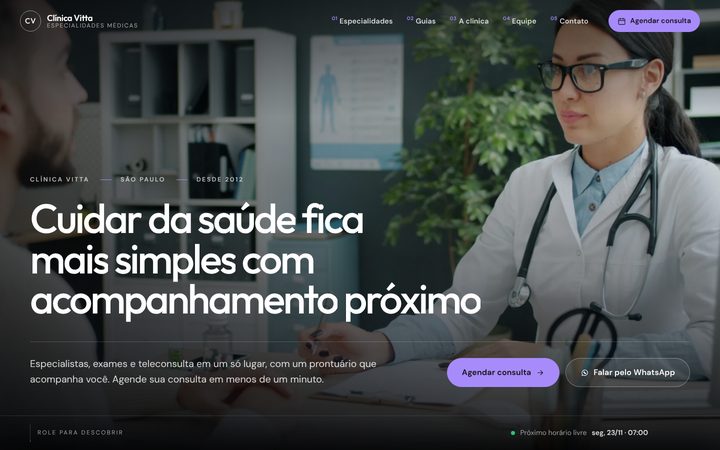 CV
Clínica Vitta
ESPECIALIDADES MÉDICAS
01 Especialidades
02 Guias
03 A clínica
04 Equipe
05 Contato
Agendar consulta
CLÍNICA VITTA — SÃO PAULO — DESDE 2012
Cuidar da saúde fica
mais simples com
acompanhamento próximo
Especialistas, exames e teleconsulta em um só lugar, com um prontuário que
acompanha você. Agende sua consulta em menos de um minuto.
Agendar consulta →
Falar pelo WhatsApp
ROLE PARA DESCOBRIR
Próximo horário livre seg, 23/11 · 07:00